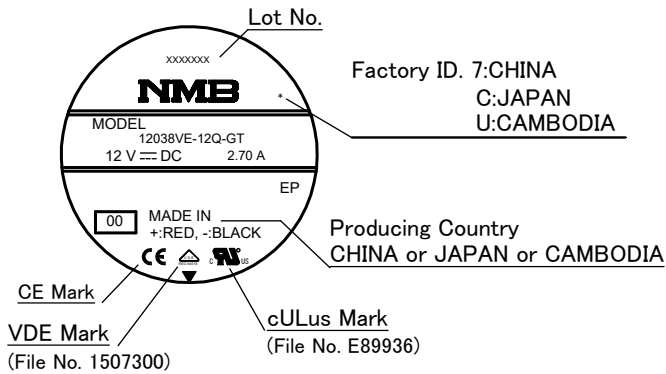 Lot No.
XXXXXXX
NMB
*
Factory ID. 7:CHINA
C:JAPAN
U:CAMBODIA
MODEL
12038VE-12Q-GT
12 V ⎓ DC 2.70 A
EP
00
MADE IN
+:RED, -:BLACK
CE
c RU US
Producing Country
CHINA or JAPAN or CAMBODIA
CE Mark
VDE Mark
(File No. 1507300)
cULus Mark
(File No. E89936)